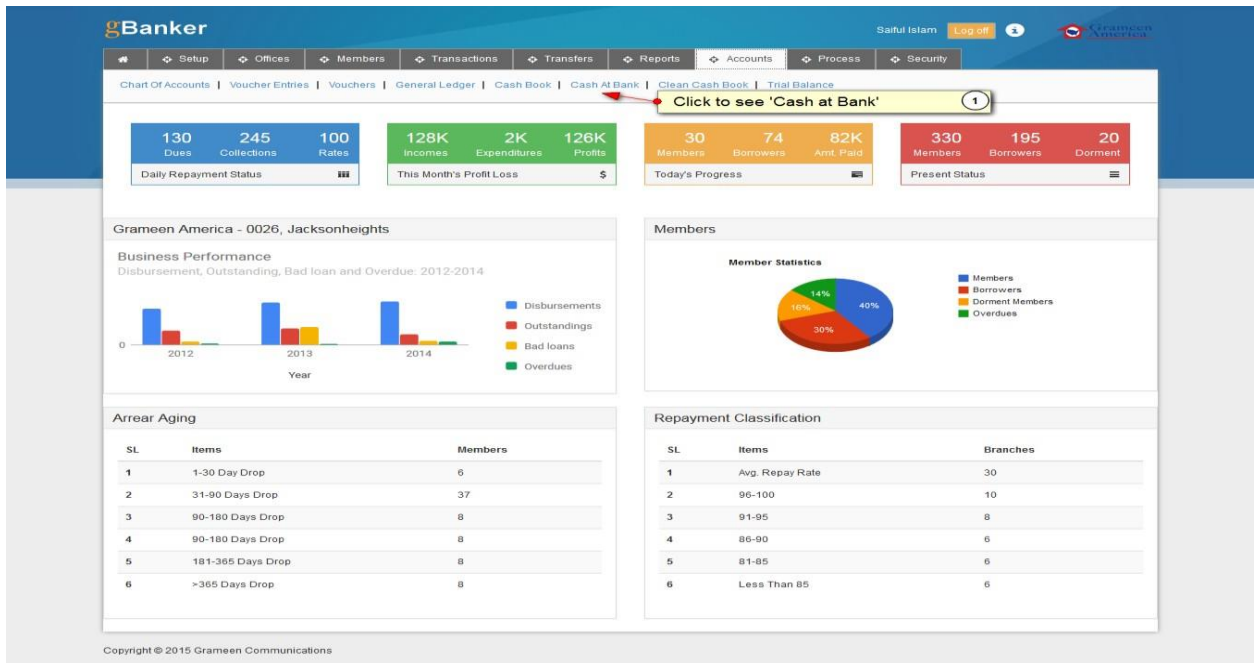 gBanker
Saiful Islam Log off
Grameen America
Setup Offices Members Transactions Transfers Reports Accounts Process Security
Chart Of Accounts | Voucher Entries | Vouchers | General Ledger | Cash Book | Cash At Bank | Clean Cash Book | Trial Balance
Click to see 'Cash at Bank' 1
130 245 100
Dues Collections Rates
Daily Repayment Status
128K 2K 126K
Incomes Expenditures Profits
This Month's Profit Loss $
30 74 82K
Members Borrowers Amt. Paid
Today's Progress
330 195 20
Members Borrowers Dorment
Present Status
Grameen America - 0026, Jacksonheights
Business Performance
Disbursement, Outstanding, Bad loan and Overdue: 2012-2014
Disbursements
Outstandings
Bad loans
Overdues
0
2012 2013 2014
Year
Members
Member Statistics
14%
16% 40%
30%
Members
Borrowers
Dorment Members
Overdues
Arrear Aging
SL Items Members
1 1-30 Day Drop 6
2 31-90 Days Drop 37
3 90-180 Days Drop 8
4 90-180 Days Drop 8
5 181-365 Days Drop 8
6 >365 Days Drop 8
Repayment Classification
SL Items Branches
1 Avg. Repay Rate 30
2 96-100 10
3 91-95 8
4 86-90 6
5 81-85 6
6 Less Than 85 6
Copyright © 2015 Grameen Communications